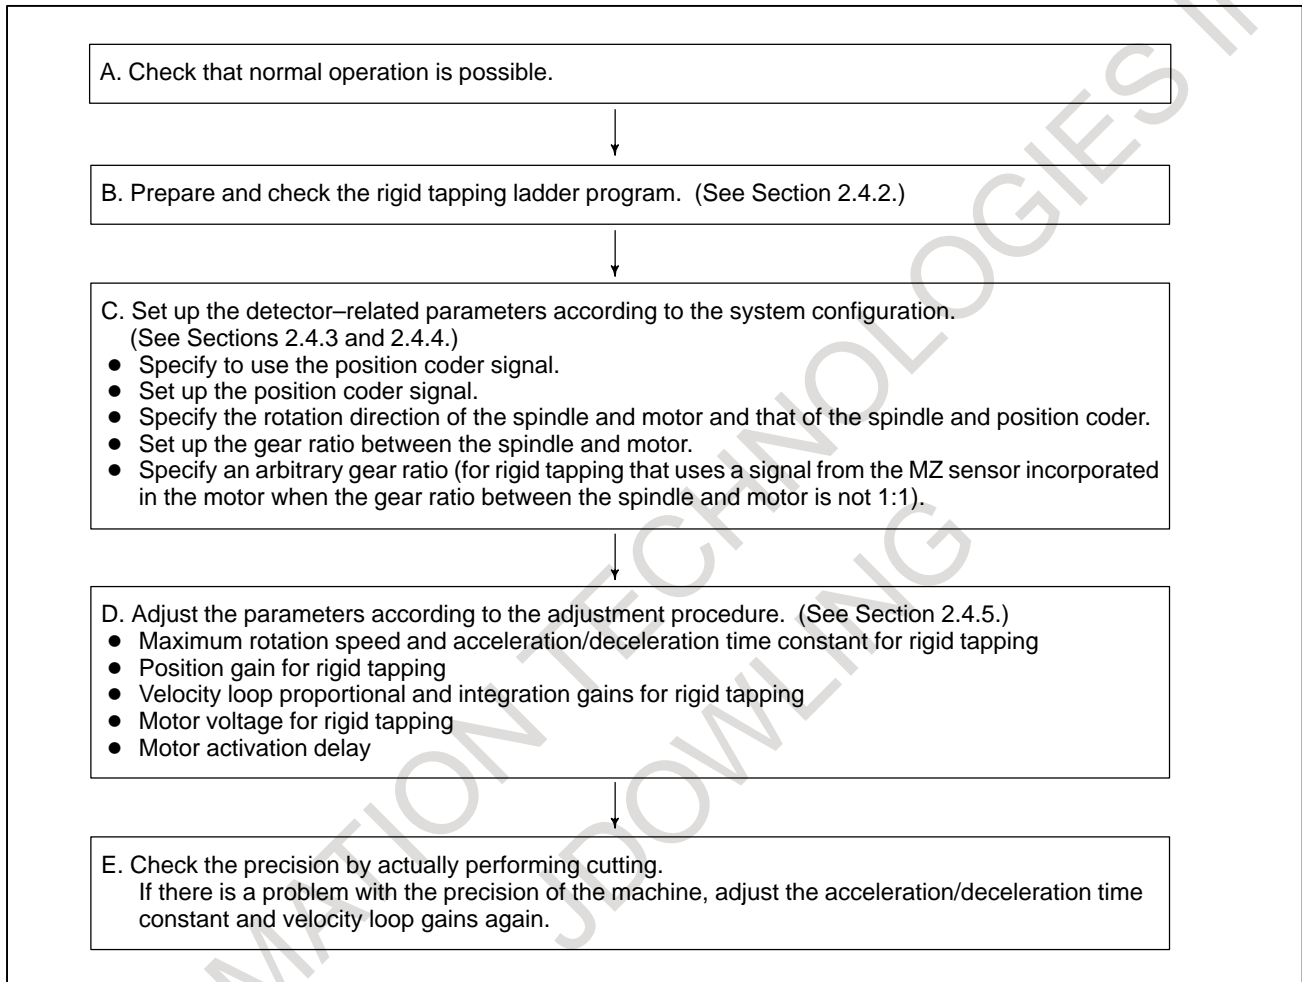 A. Check that normal operation is possible.
B. Prepare and check the rigid tapping ladder program.  (See Section 2.4.2.)
C. Set up the detector–related parameters according to the system configuration.
(See Sections 2.4.3 and 2.4.4.)
● Specify to use the position coder signal.
● Set up the position coder signal.
● Specify the rotation direction of the spindle and motor and that of the spindle and position coder.
● Set up the gear ratio between the spindle and motor.
● Specify an arbitrary gear ratio (for rigid tapping that uses a signal from the MZ sensor incorporated
in the motor when the gear ratio between the spindle and motor is not 1:1).
D. Adjust the parameters according to the adjustment procedure.  (See Section 2.4.5.)
● Maximum rotation speed and acceleration/deceleration time constant for rigid tapping
● Position gain for rigid tapping
● Velocity loop proportional and integration gains for rigid tapping
● Motor voltage for rigid tapping
● Motor activation delay
E. Check the precision by actually performing cutting.
If there is a problem with the precision of the machine, adjust the acceleration/deceleration time
constant and velocity loop gains again.
MATION TECHNOLOGIES
JDOWLING